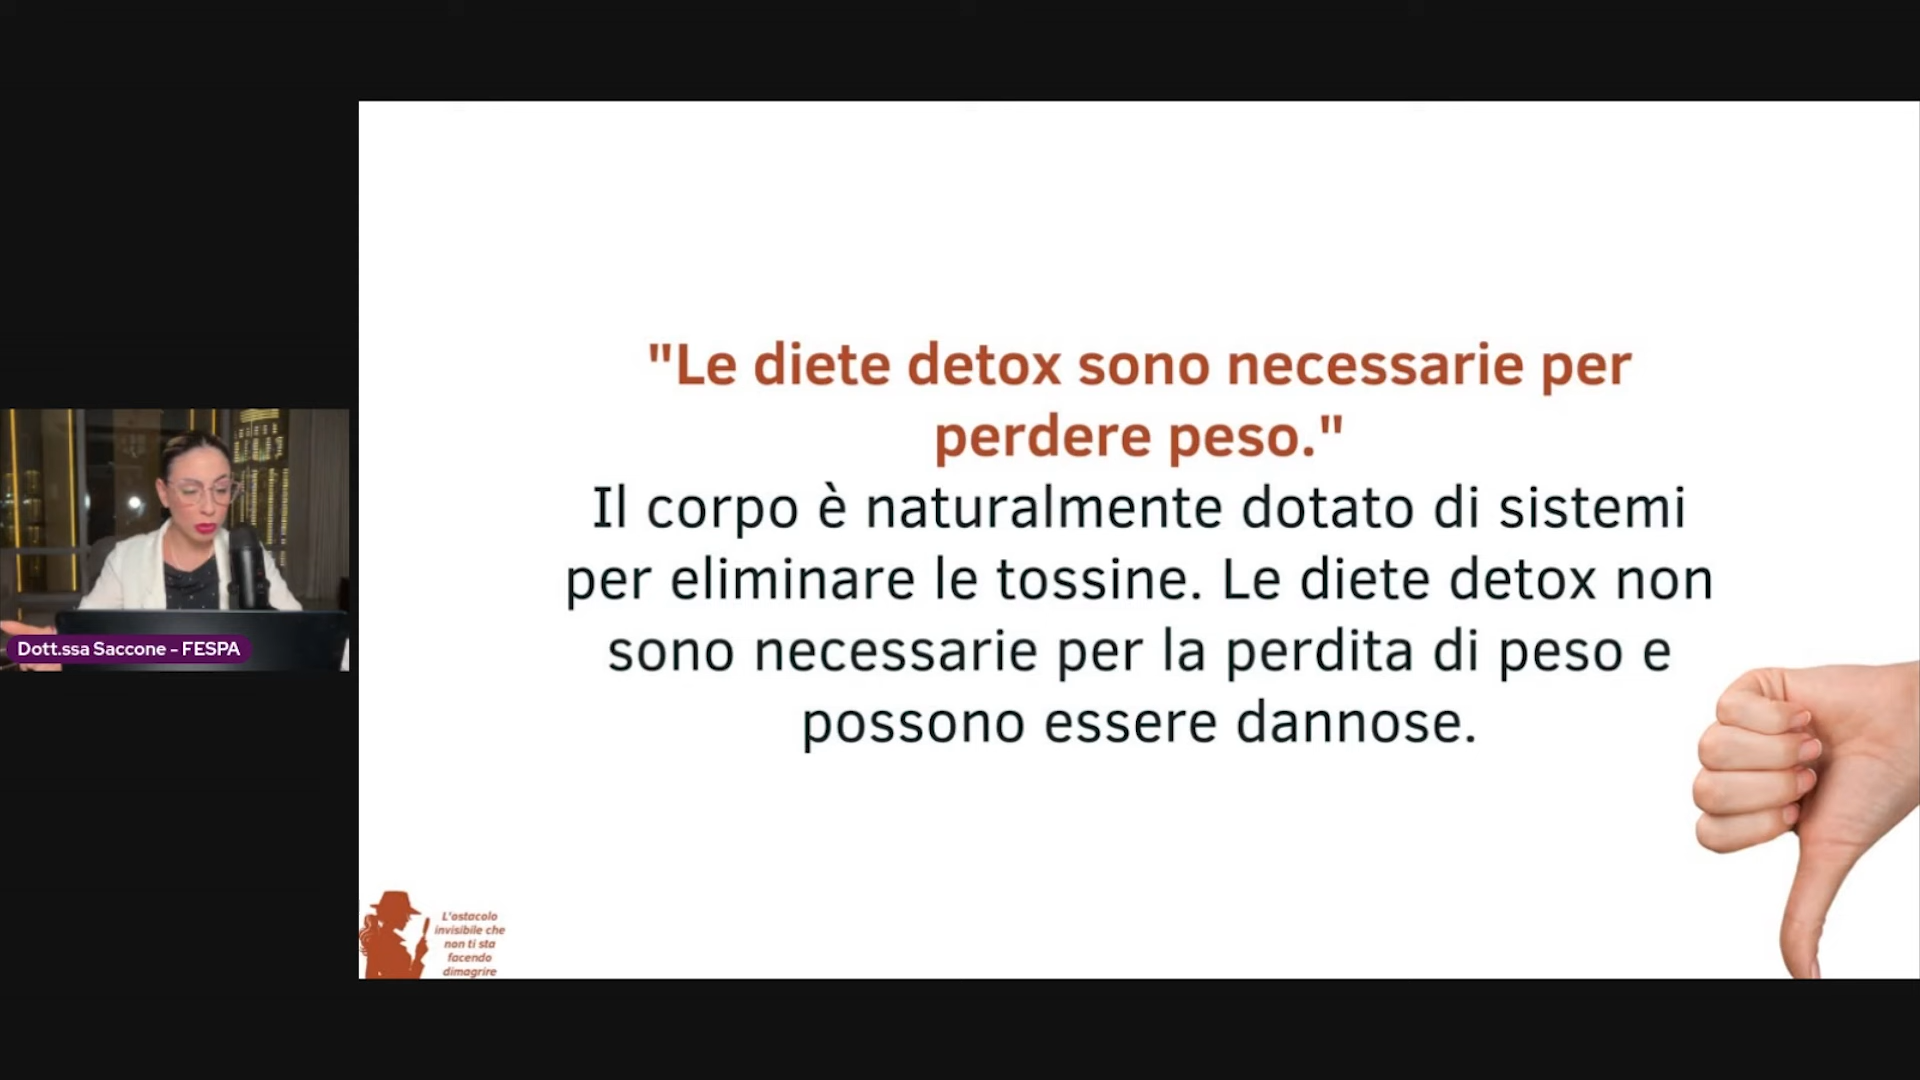 "Le diete detox sono necessarie per
perdere peso."
Il corpo è naturalmente dotato di sistemi
per eliminare le tossine. Le diete detox non
sono necessarie per la perdita di peso e
possono essere dannose.
Dott.ssa Saccone - FESPA
L'ostacolo
invisibile che
non ti sta
facendo
dimagrire